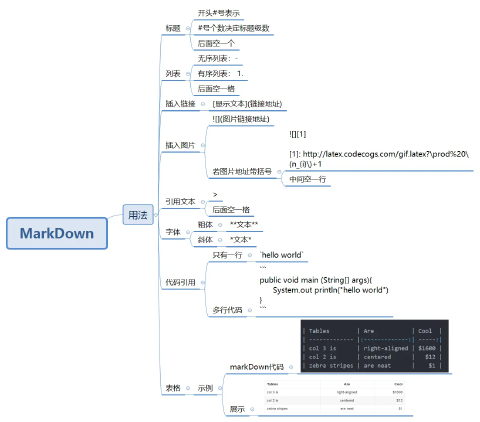 MarkDown
用法
标题
开头#号表示
#号个数决定标题级数
后面空一个
列表
无序列表：-
有序列表： 1.
后面空一格
插入链接
[显示文本](链接地址)
插入图片
![](图片链接地址)
若图片地址带括号
![][1]
[1]: http://latex.codecogs.com/gif.latex?\prod%20\
(n_{i)\)+1
中间空一行
引用文本
>
后面空一格
字体
粗体
**文本**
斜体
*文本*
代码引用
只有一行
`hello world`
多行代码
```
public void main (String[] args){
System.out println("hello world")
}
```
表格
示例
markDown代码
| Tables | Are | Cool |
| ------------- |:-------------:| -----:|
| col 3 is | right-aligned | $1600 |
| col 2 is | centered | $12 |
| zebra stripes | are neat | $1 |
展示
Tables Are Cool
col 3 is right-aligned $1600
col 2 is centered $12
zebra stripes are neat $1